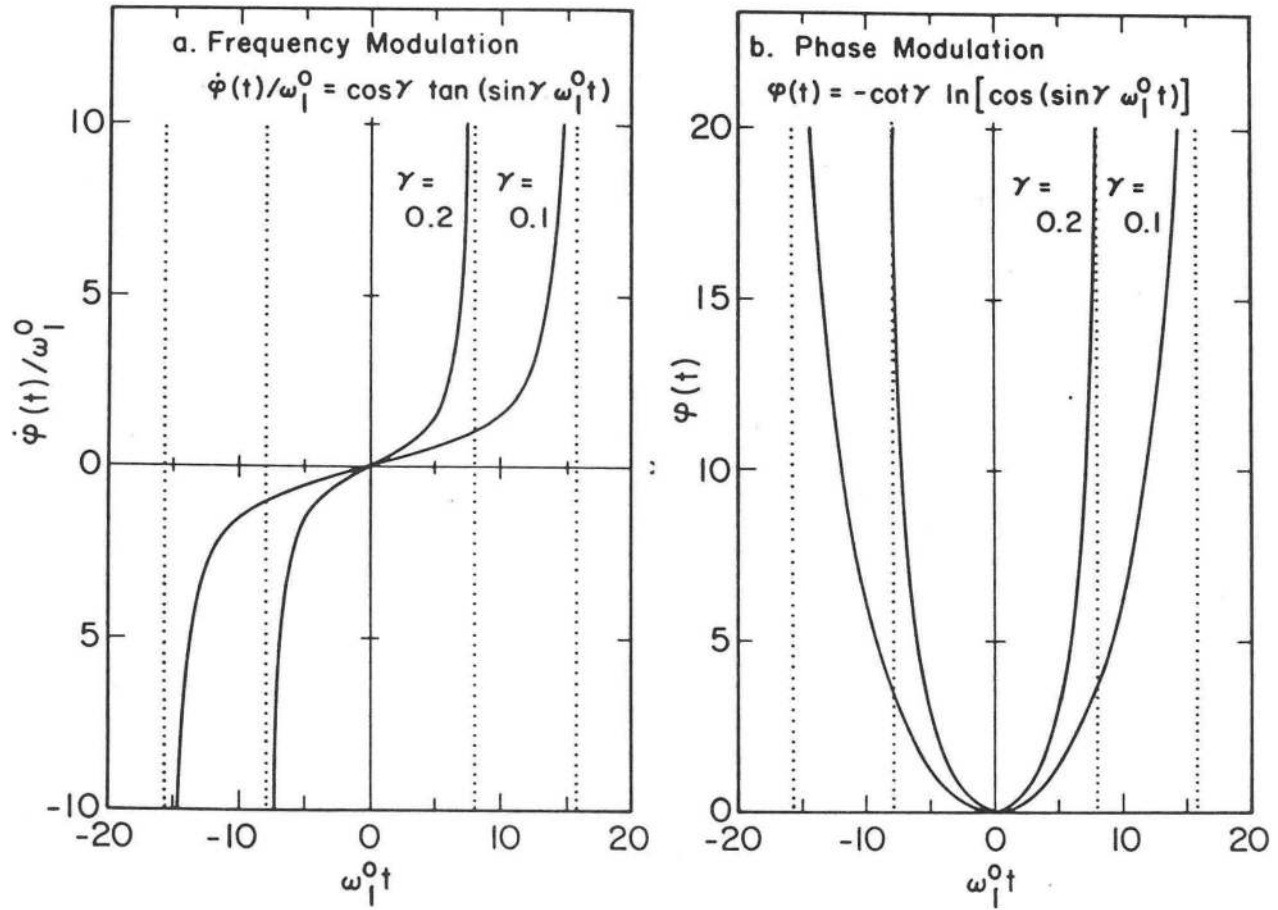 a. Frequency Modulation
φ̇(t)/ω₁⁰ = cosγ tan (sinγ ω₁⁰t)
10
5
0
5
-10
φ̇(t)/ω₁⁰
γ =
0.2
γ =
0.1
-20
-10
0
10
20
ω₁⁰t
b. Phase Modulation
φ(t) = -cotγ ln[cos(sinγ ω₁⁰t)]
20
15
10
5
0
φ(t)
γ =
0.2
γ =
0.1
-20
-10
0
10
20
ω₁⁰t